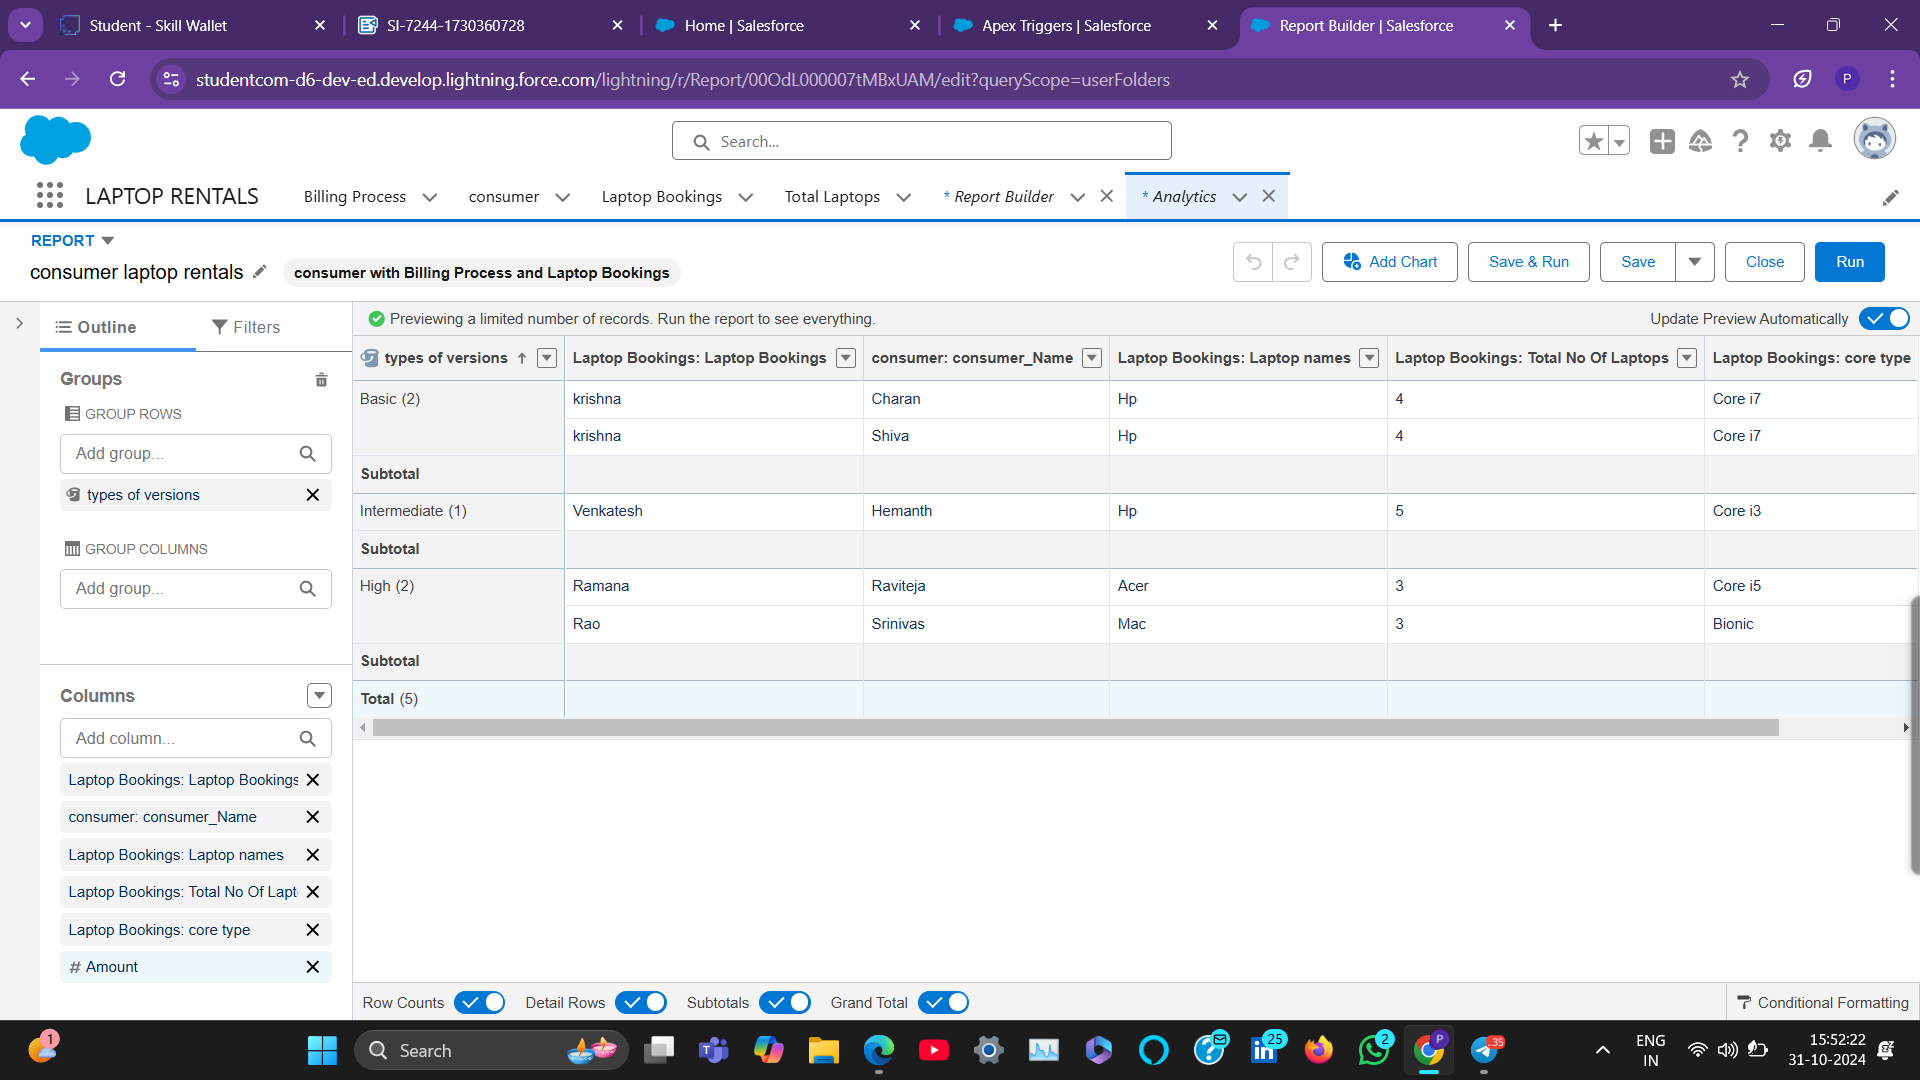 Student - Skill Wallet
SI-7244-1730360728
Home | Salesforce
Apex Triggers | Salesforce
Report Builder | Salesforce
studentcom-d6-dev-ed.develop.lightning.force.com/lightning/r/Report/00OdL000007tMBxUAM/edit?queryScope=userFolders
P
Search...
LAPTOP RENTALS
Billing Process
consumer
Laptop Bookings
Total Laptops
* Report Builder
* Analytics
REPORT
consumer laptop rentals
consumer with Billing Process and Laptop Bookings
Add Chart
Save & Run
Save
Close
Run
Outline
Filters
Previewing a limited number of records. Run the report to see everything.
Update Preview Automatically
Groups
GROUP ROWS
Add group...
types of versions
GROUP COLUMNS
Add group...
Columns
Add column...
Laptop Bookings: Laptop Bookings
consumer: consumer_Name
Laptop Bookings: Laptop names
Laptop Bookings: Total No Of Lapt
Laptop Bookings: core type
# Amount
types of versions ↑ Laptop Bookings: Laptop Bookings consumer: consumer_Name Laptop Bookings: Laptop names Laptop Bookings: Total No Of Laptops Laptop Bookings: core type
Basic (2) krishna Charan Hp 4 Core i7
krishna Shiva Hp 4 Core i7
Subtotal
Intermediate (1) Venkatesh Hemanth Hp 5 Core i3
Subtotal
High (2) Ramana Raviteja Acer 3 Core i5
Rao Srinivas Mac 3 Bionic
Subtotal
Total (5)
Row Counts
Detail Rows
Subtotals
Grand Total
Conditional Formatting
1
Search
25
2
P
35
ENG
IN
15:52:22
31-10-2024